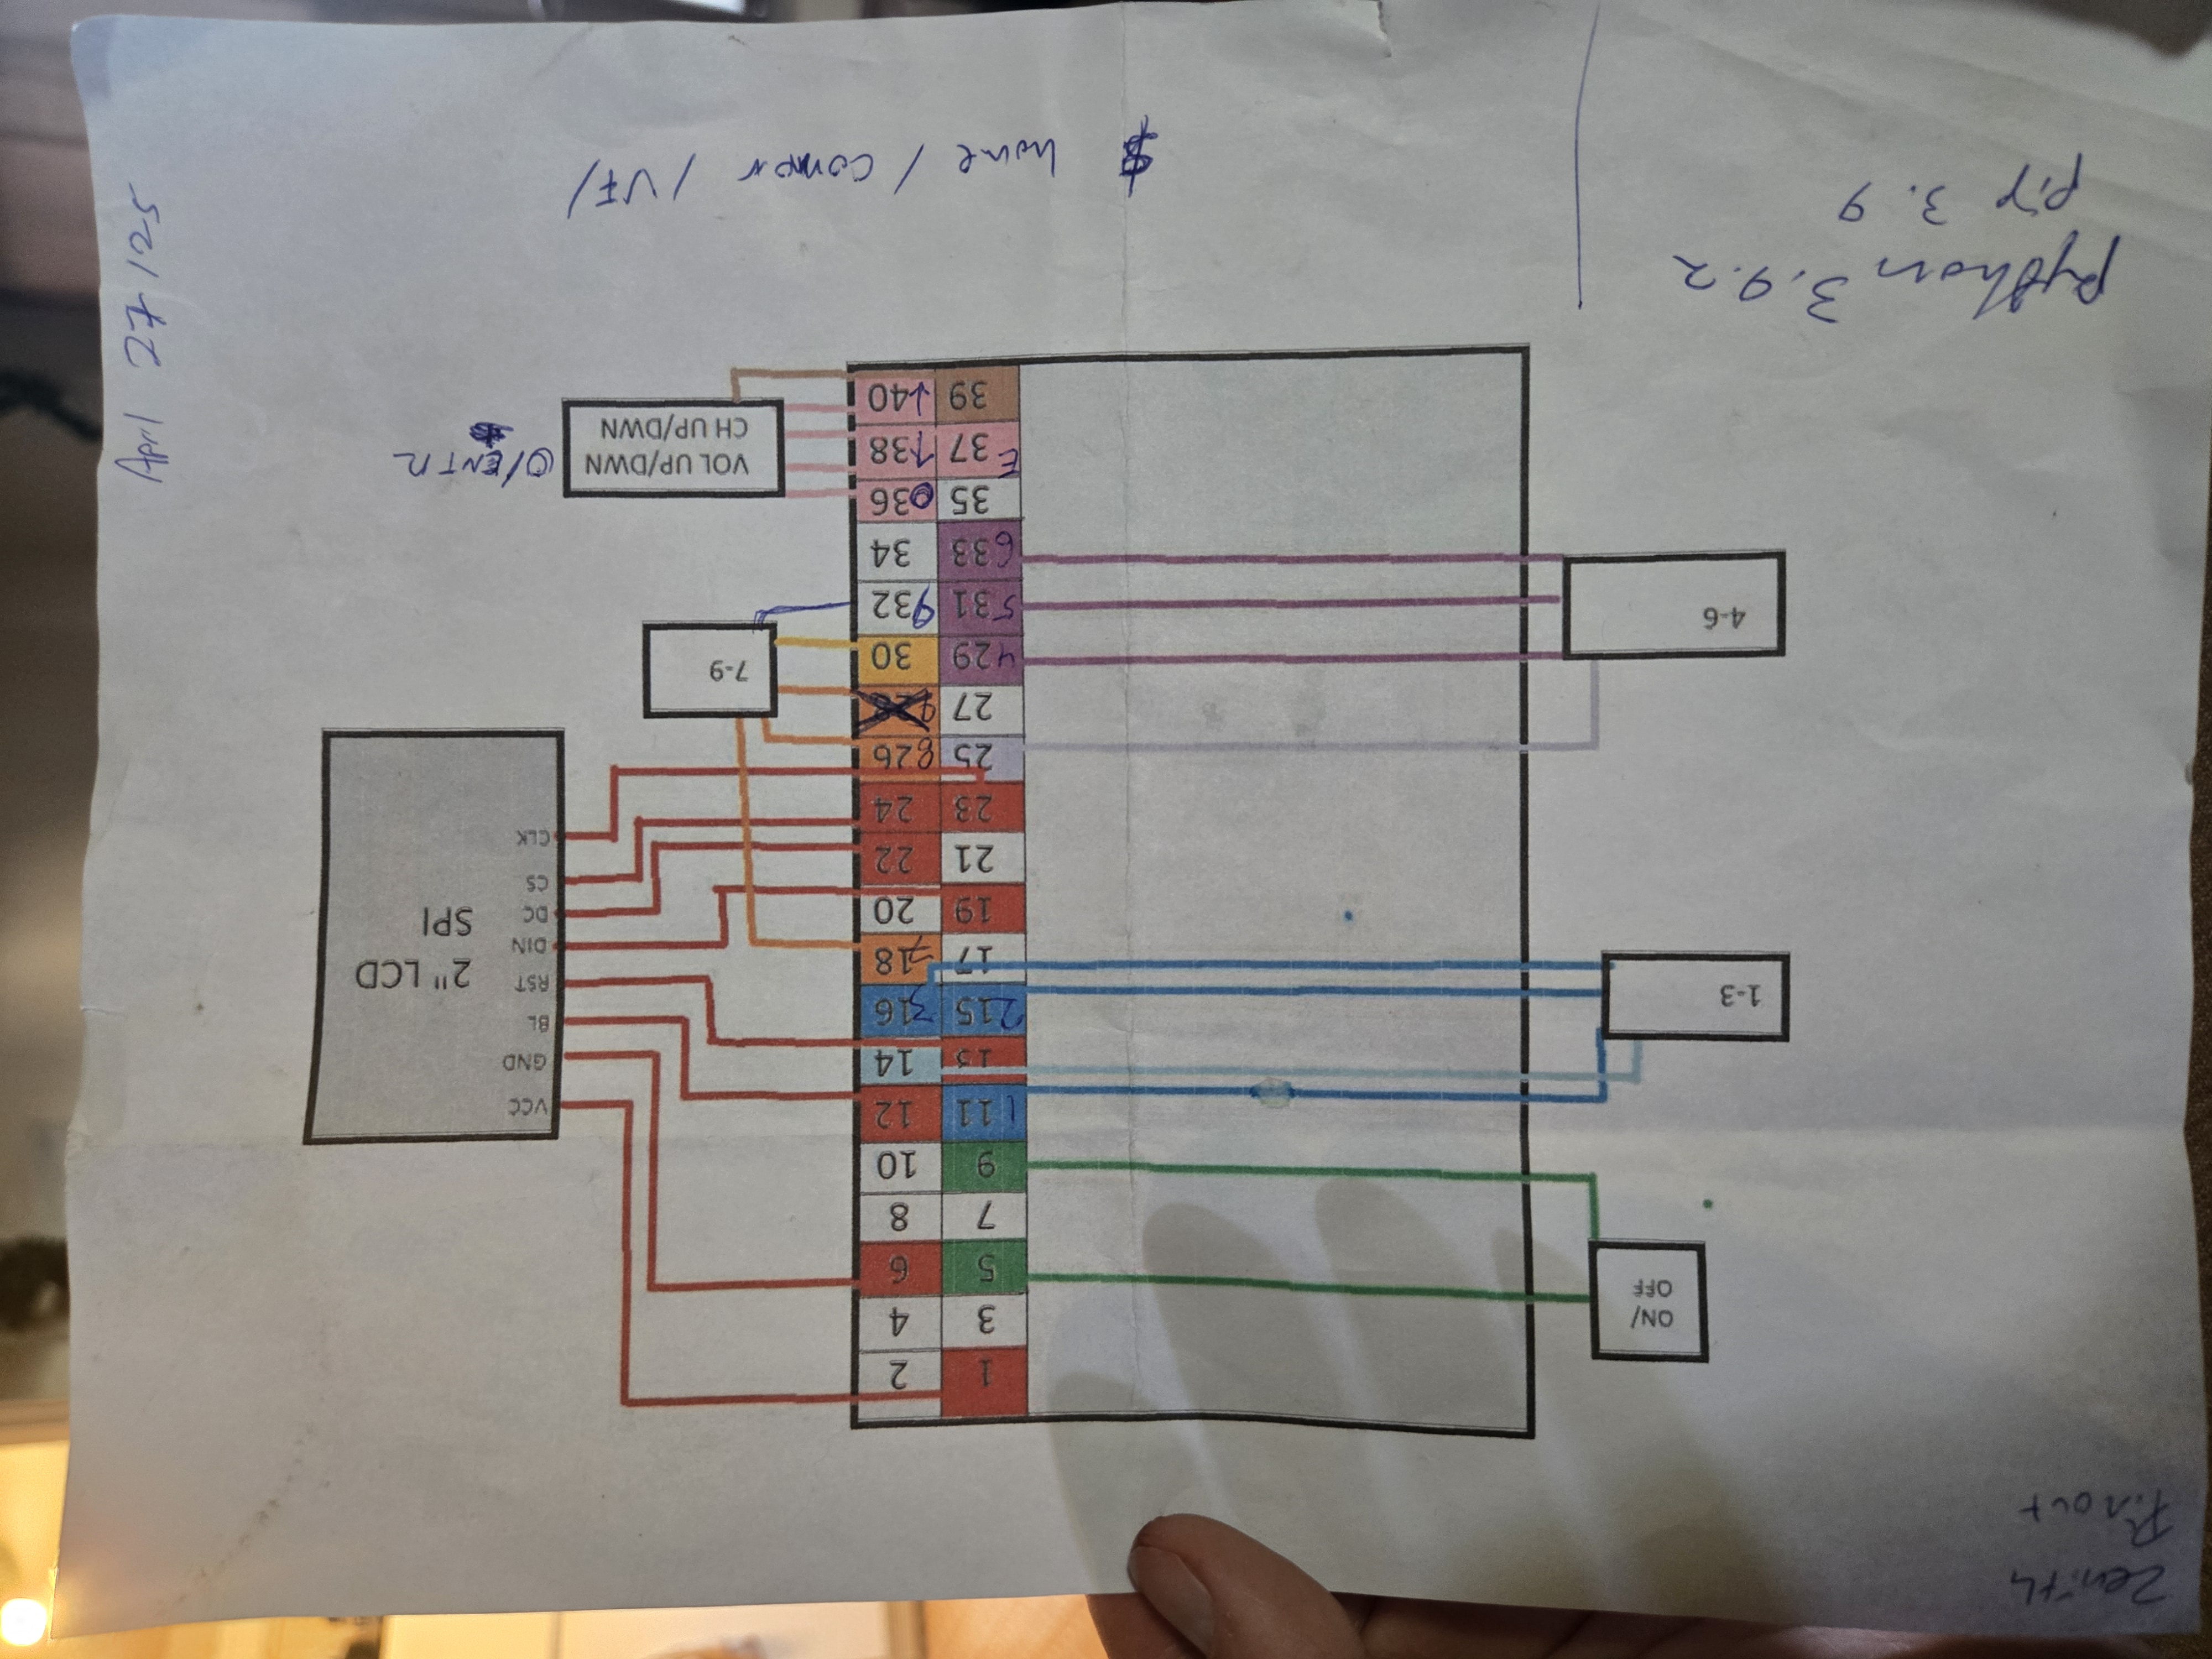 Zenith
Pinout
April 27/25
ON/
OFF
1-3
4-6
2" LCD
SPI
VCC
GND
BL
RST
DIN
DC
CS
CLK
1 2
3 4
5 6
7 8
9 10
1 11 12
13 14
2 15 3 16
17 7 18
19 20
21 22
23 24
25 8 26
27
4 29 30
5 31 9 32
6 33 34
35 0 36
E 37 ↑ 38
39 ↓ 40
7-9
VOL UP/DWN
CH UP/DWN
0/ENTR
Python 3.9.2
Pip 3.9
$ home / connor / VF/